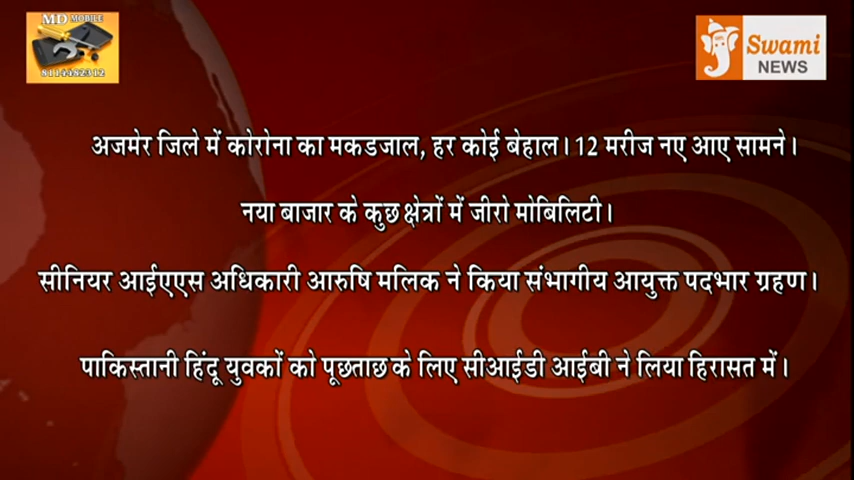 MD MOBILE
8114482312
Swami
NEWS
अजमेर जिले में कोरोना का मकडजाल, हर कोई बेहाल। 12 मरीज नए आए सामने।
नया बाजार के कुछ क्षेत्रों में जीरो मोबिलिटी।
सीनियर आईएएस अधिकारी आरुषि मलिक ने किया संभागीय आयुक्त पदभार ग्रहण।
पाकिस्तानी हिंदू युवकों को पूछताछ के लिए सीआईडी आईबी ने लिया हिरासत में।